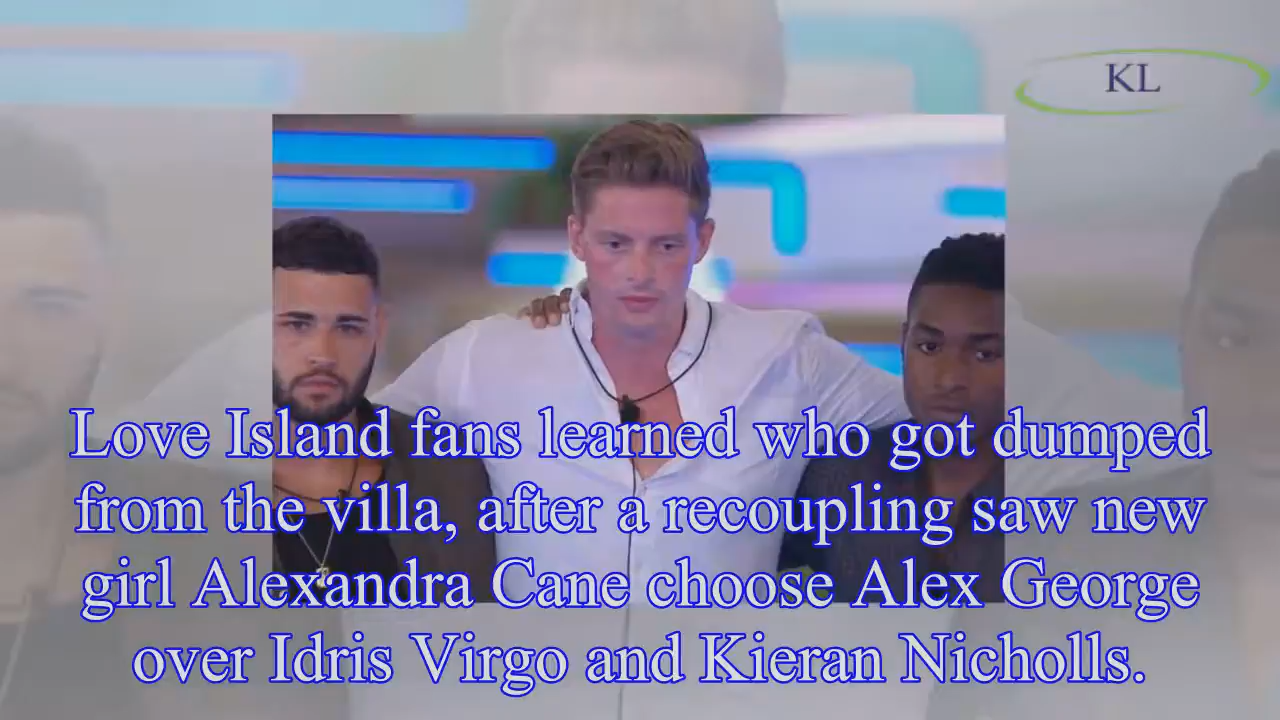 KL
Love Island fans learned who got dumped
from the villa, after a recoupling saw new
girl Alexandra Cane choose Alex George
over Idris Virgo and Kieran Nicholls.